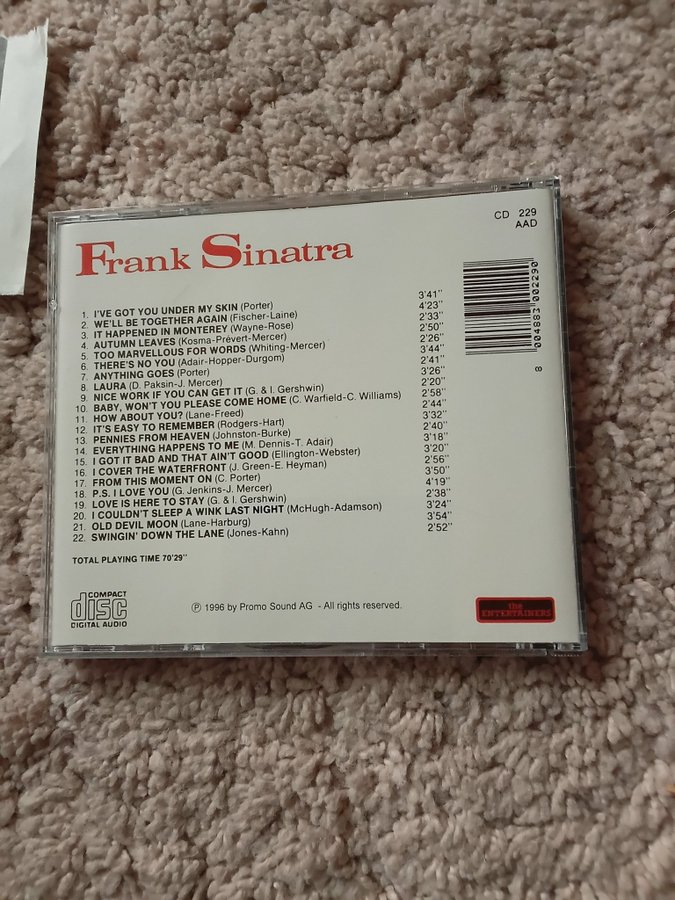 CD 229
AAD
Frank Sinatra
1. I'VE GOT YOU UNDER MY SKIN (Porter) 3'41''
2. WE'LL BE TOGETHER AGAIN (Fischer-Laine) 4'23''
3. IT HAPPENED IN MONTEREY (Wayne-Rose) 2'33''
4. AUTUMN LEAVES (Kosma-Prévert-Mercer) 2'50''
5. TOO MARVELLOUS FOR WORDS (Whiting-Mercer) 2'26''
6. THERE'S NO YOU (Adair-Hopper-Durgom) 3'44''
7. ANYTHING GOES (Porter) 2'41''
8. LAURA (D. Paksin-J. Mercer) 3'26''
9. NICE WORK IF YOU CAN GET IT (G. & I. Gershwin) 2'20''
10. BABY, WON'T YOU PLEASE COME HOME (C. Warfield-C. Williams) 2'58''
11. HOW ABOUT YOU? (Lane-Freed) 2'44''
12. IT'S EASY TO REMEMBER (Rodgers-Hart) 3'32''
13. PENNIES FROM HEAVEN (Johnston-Burke) 2'40''
14. EVERYTHING HAPPENS TO ME (M. Dennis-T. Adair) 3'18''
15. I GOT IT BAD AND THAT AIN'T GOOD (Ellington-Webster) 3'20''
16. I COVER THE WATERFRONT (J. Green-E. Heyman) 2'56''
17. FROM THIS MOMENT ON (C. Porter) 3'50''
18. P.S. I LOVE YOU (G. Jenkins-J. Mercer) 4'19''
19. LOVE IS HERE TO STAY (G. & I. Gershwin) 2'38''
20. I COULDN'T SLEEP A WINK LAST NIGHT (McHugh-Adamson) 3'24''
21. OLD DEVIL MOON (Lane-Harburg) 3'54''
22. SWINGIN' DOWN THE LANE (Jones-Kahn) 2'52''
TOTAL PLAYING TIME 70'29''
004883 002290
8
COMPACT
disc
DIGITAL AUDIO
℗ 1996 by Promo Sound AG - All rights reserved.
the
ENTERTAINERS